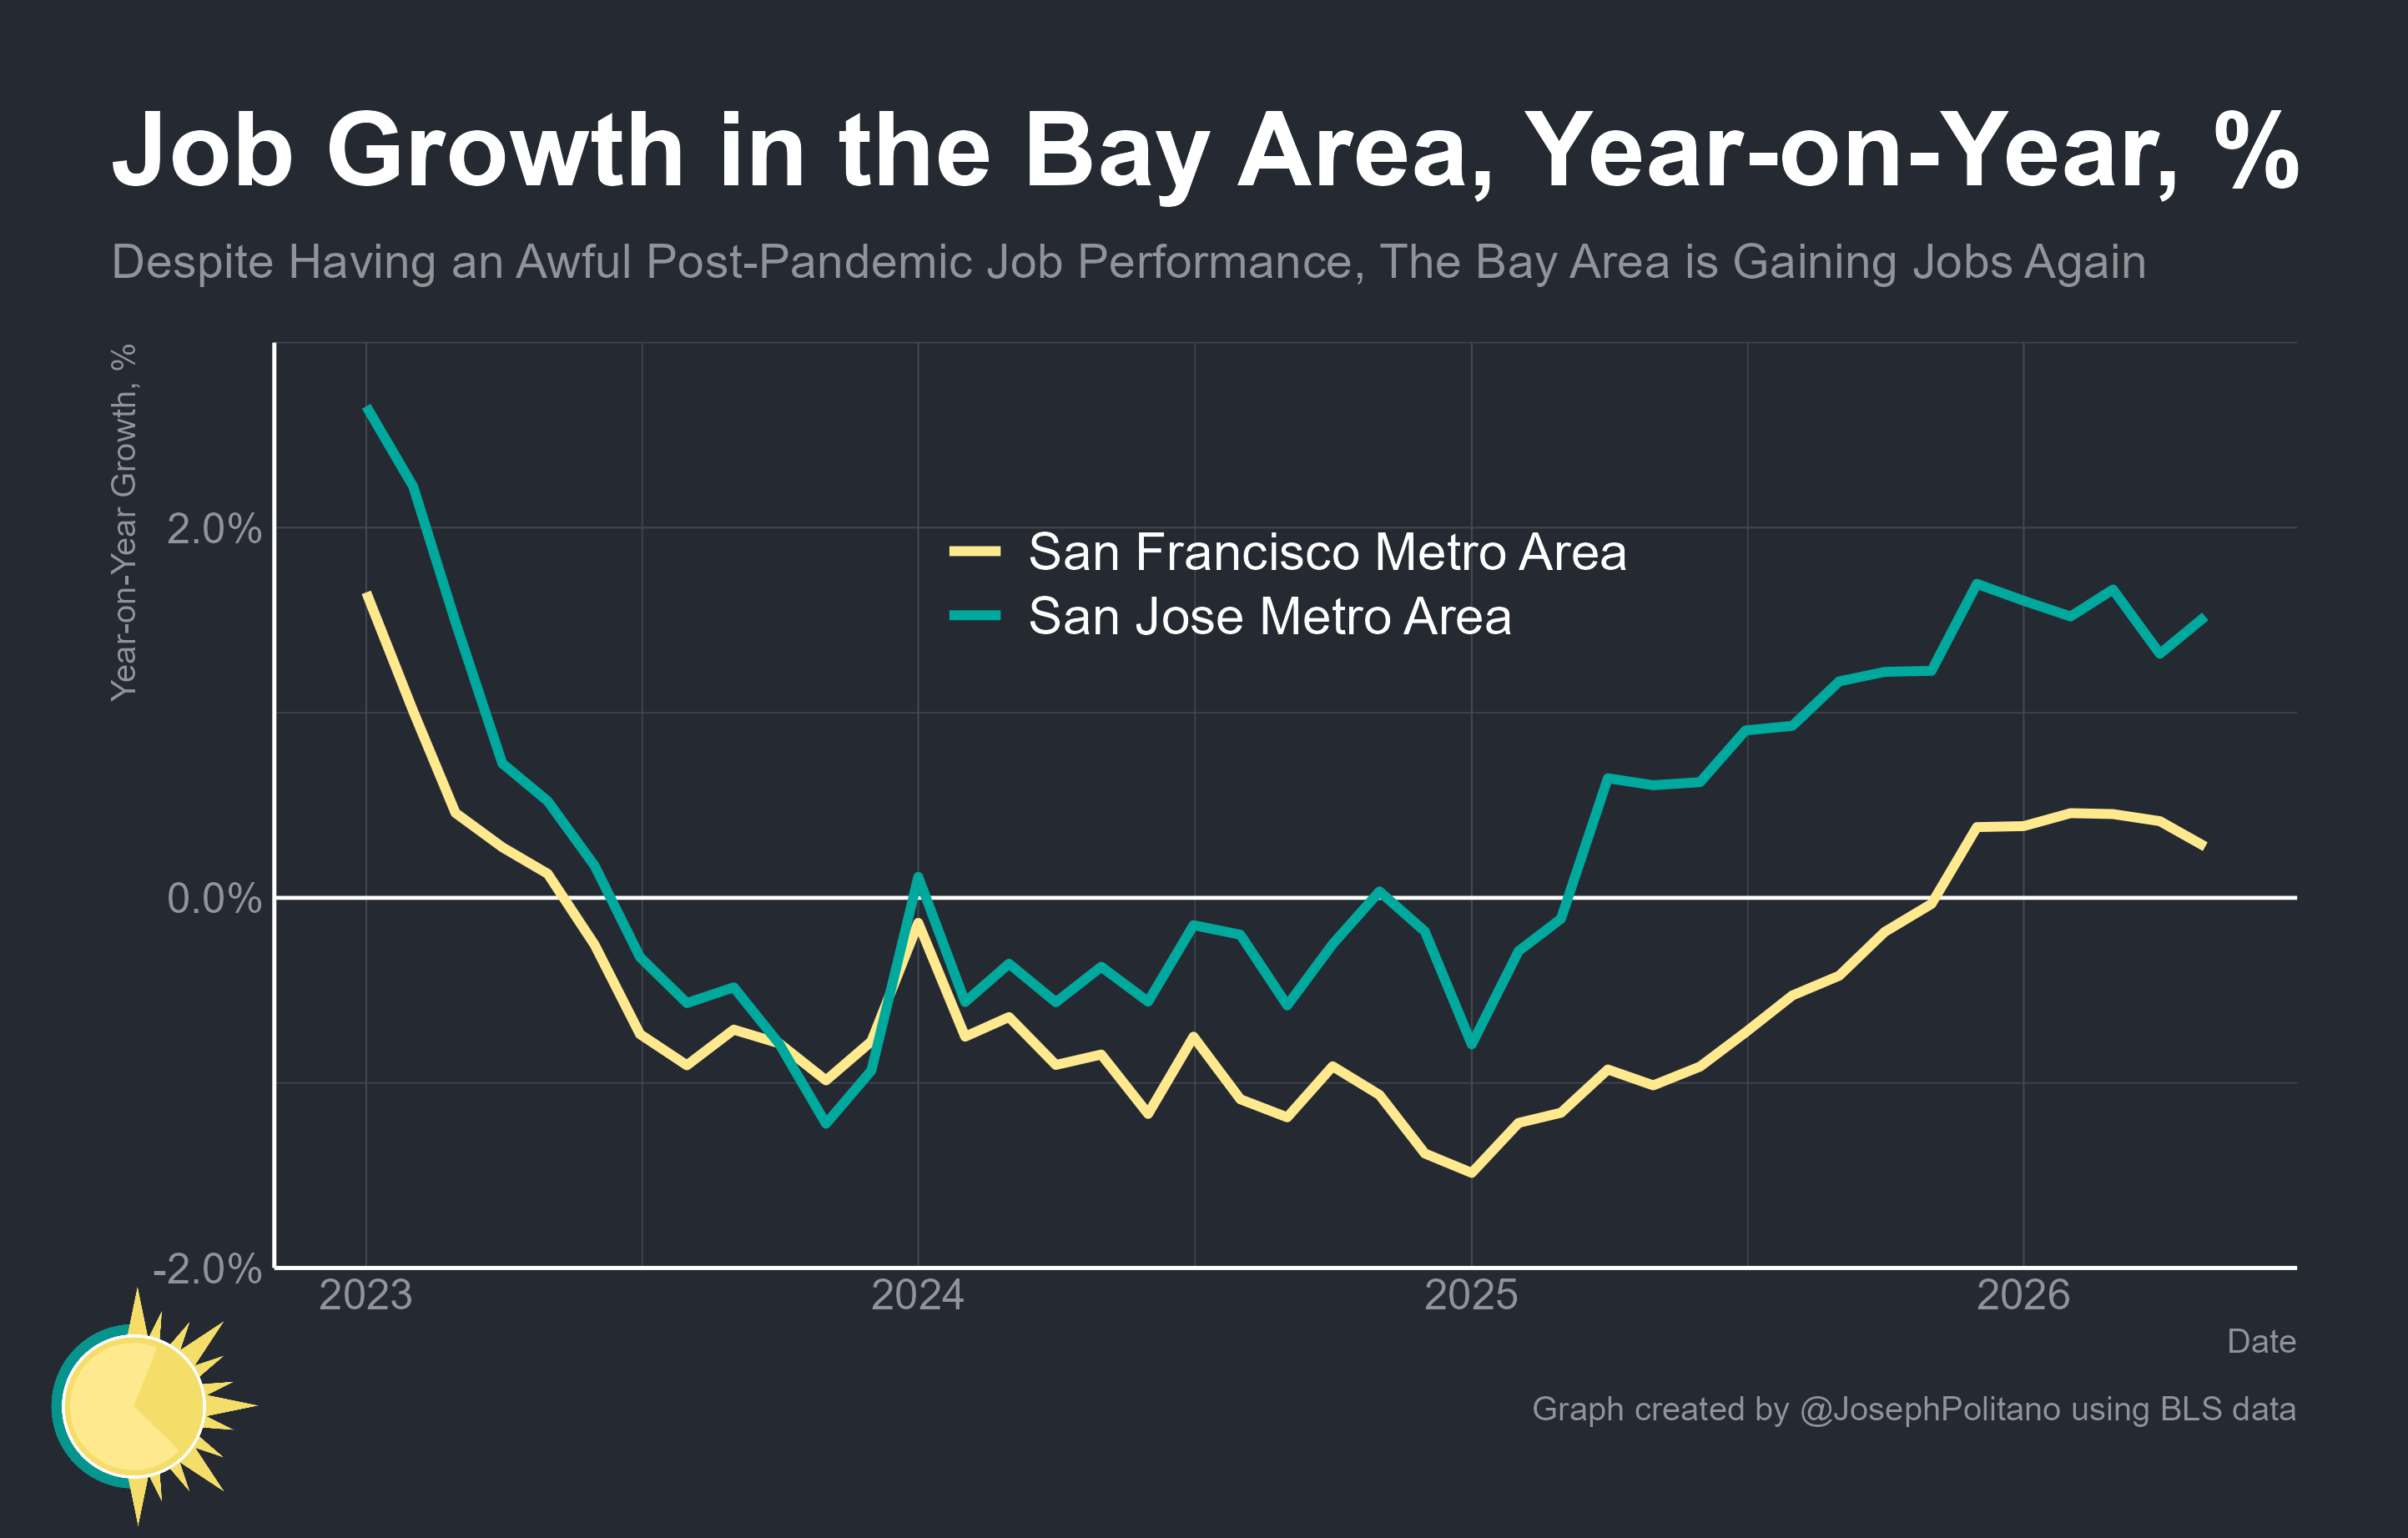 Job Growth in the Bay Area, Year-on-Year, %
Despite Having an Awful Post-Pandemic Job Performance, The Bay Area is Gaining Jobs Again
Year-on-Year Growth, %
2.0%
0.0%
-2.0%
San Francisco Metro Area
San Jose Metro Area
2023
2024
2025
2026
Date
Graph created by @JosephPolitano using BLS data